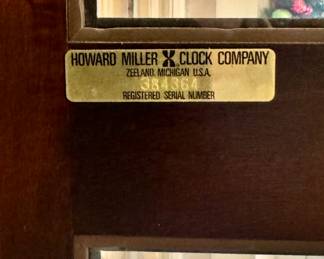 HOWARD MILLER CLOCK COMPANY
ZEELAND, MICHIGAN U.S.A.
REGISTERED SERIAL NUMBER